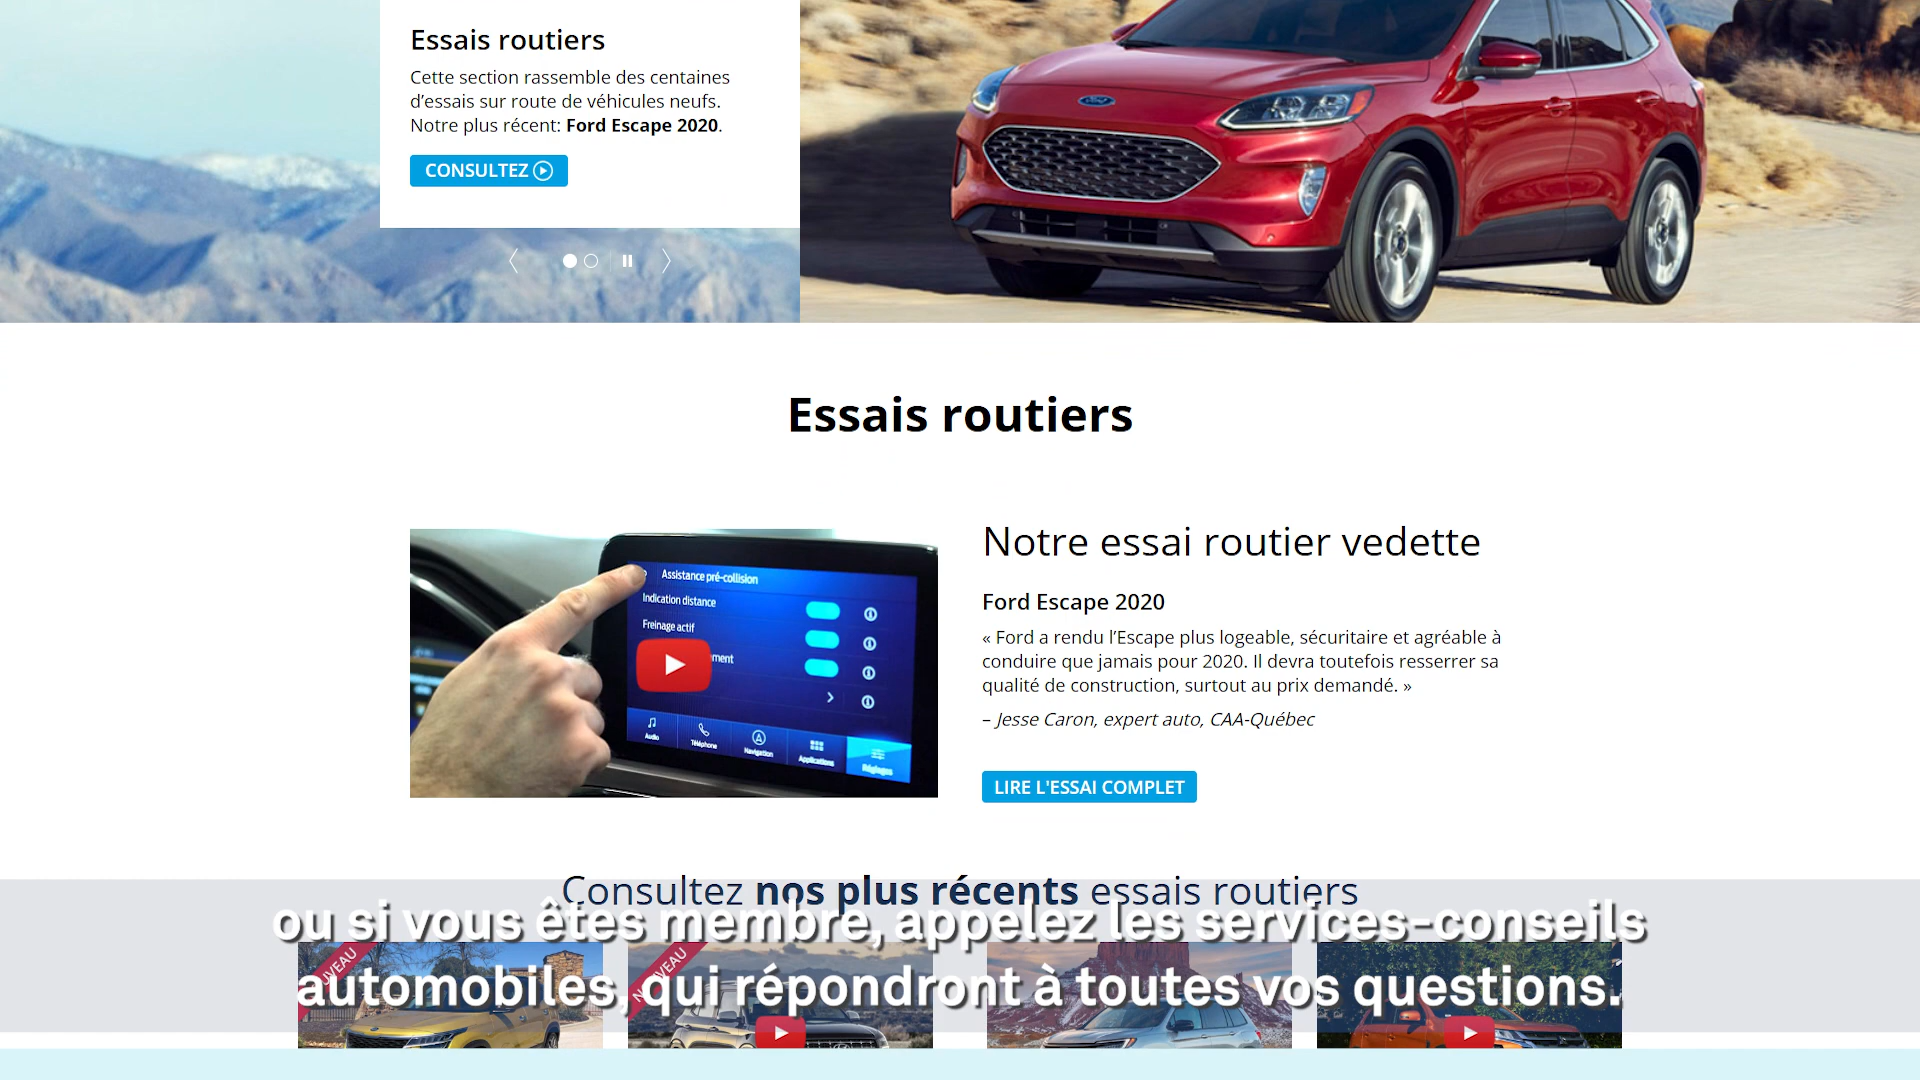 Essais routiers
Cette section rassemble des centaines
d'essais sur route de véhicules neufs.
Notre plus récent: Ford Escape 2020.
CONSULTEZ
Ford
Essais routiers
Assistance pré-collision
Indication distance
Freinage actif
ment
Audio
Téléphone
Navigation
Applications
Réglages
Notre essai routier vedette
Ford Escape 2020
« Ford a rendu l'Escape plus logeable, sécuritaire et agréable à
conduire que jamais pour 2020. Il devra toutefois resserrer sa
qualité de construction, surtout au prix demandé. »
– Jesse Caron, expert auto, CAA-Québec
LIRE L'ESSAI COMPLET
Consultez nos plus récents essais routiers
ou si vous êtes membre, appelez les services-conseils
automobiles, qui répondront à toutes vos questions.